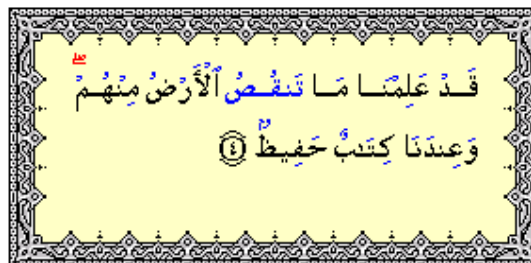 قَدْ عَلِمْنَا مَا تَنقُصُ ٱلْأَرْضُ مِنْهُمْ ۖ
وَعِندَنَا كِتَٰبٌ حَفِيظٌۢ ٤